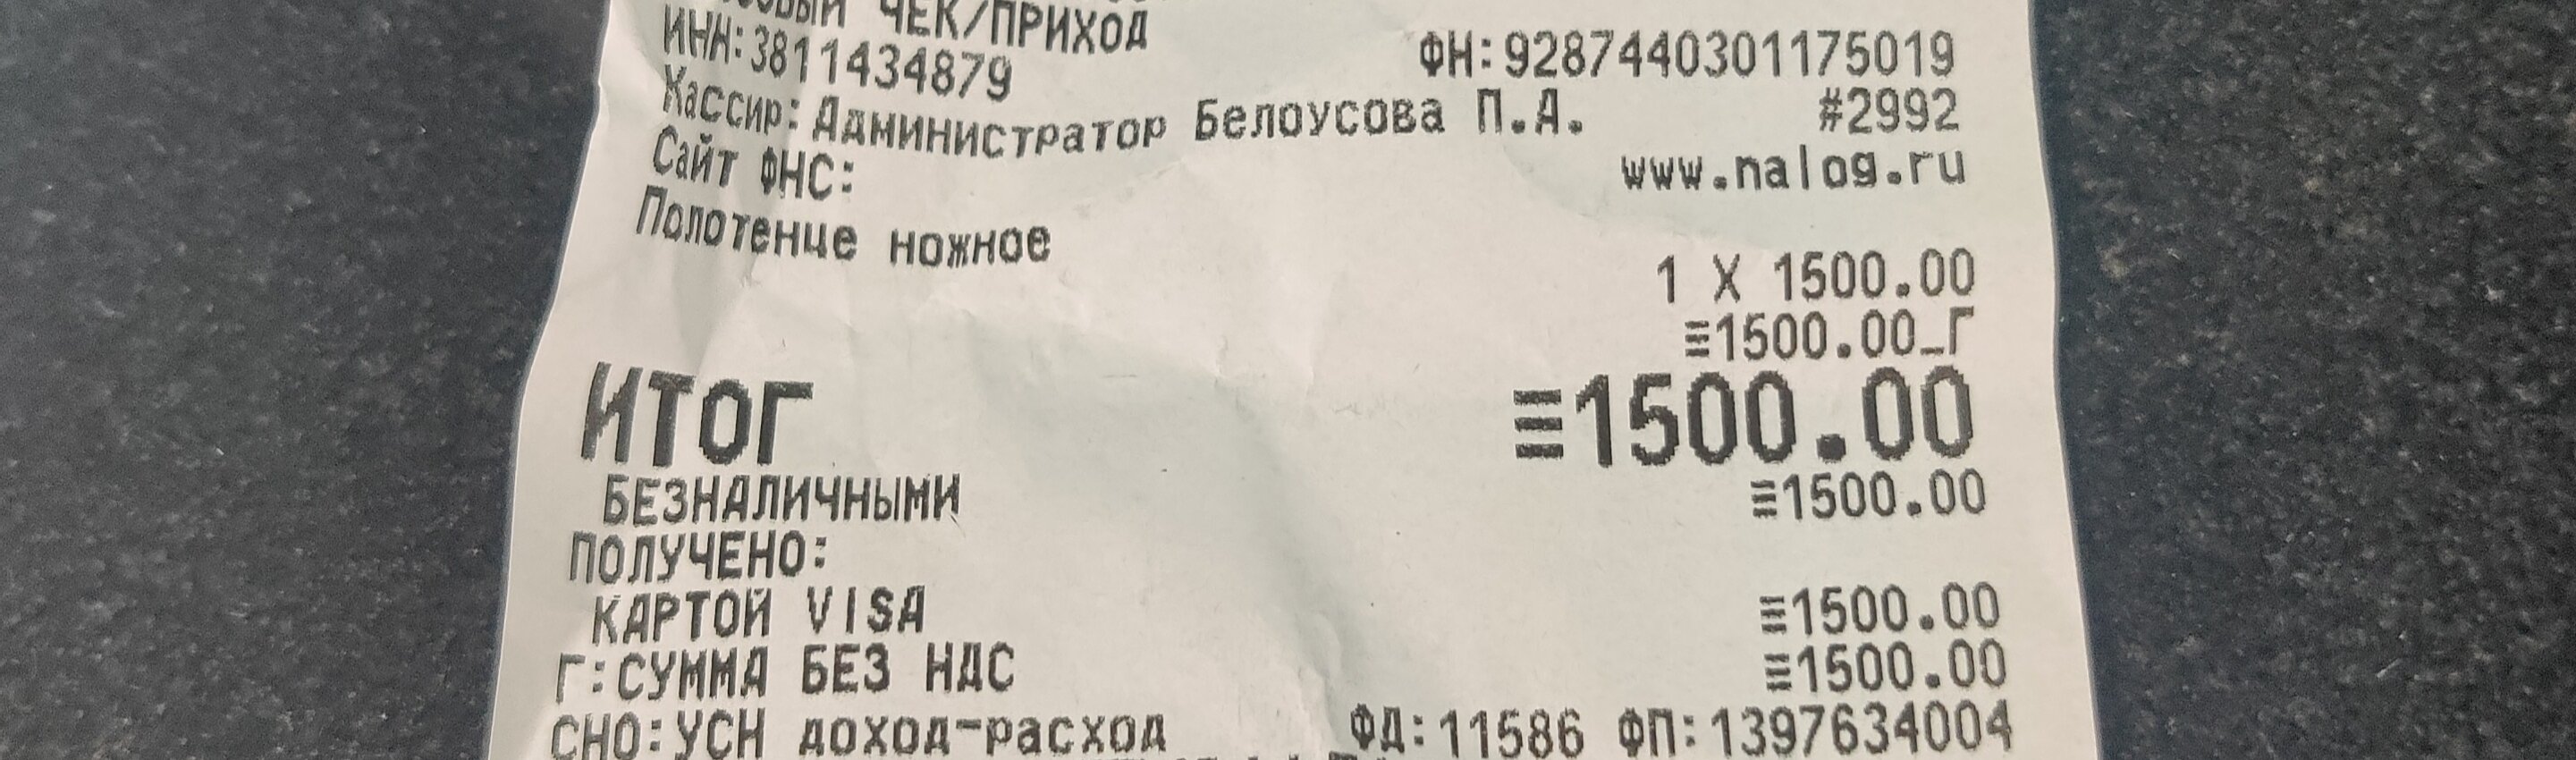 ЧЕК/ПРИХОД
ИНН:3811434879 ФН:9287440301175019
Кассир: Администратор Белоусова П.А. #2992
Сайт ФНС: www.nalog.ru
Полотенце ножное
1 X 1500.00
≡1500.00_Г
ИТОГ ≡1500.00
БЕЗНАЛИЧНЫМИ ≡1500.00
ПОЛУЧЕНО:
КАРТОЙ VISA ≡1500.00
Г:СУММА БЕЗ НДС ≡1500.00
СНО:УСН доход-расход ФД:11586 ФП:1397634004